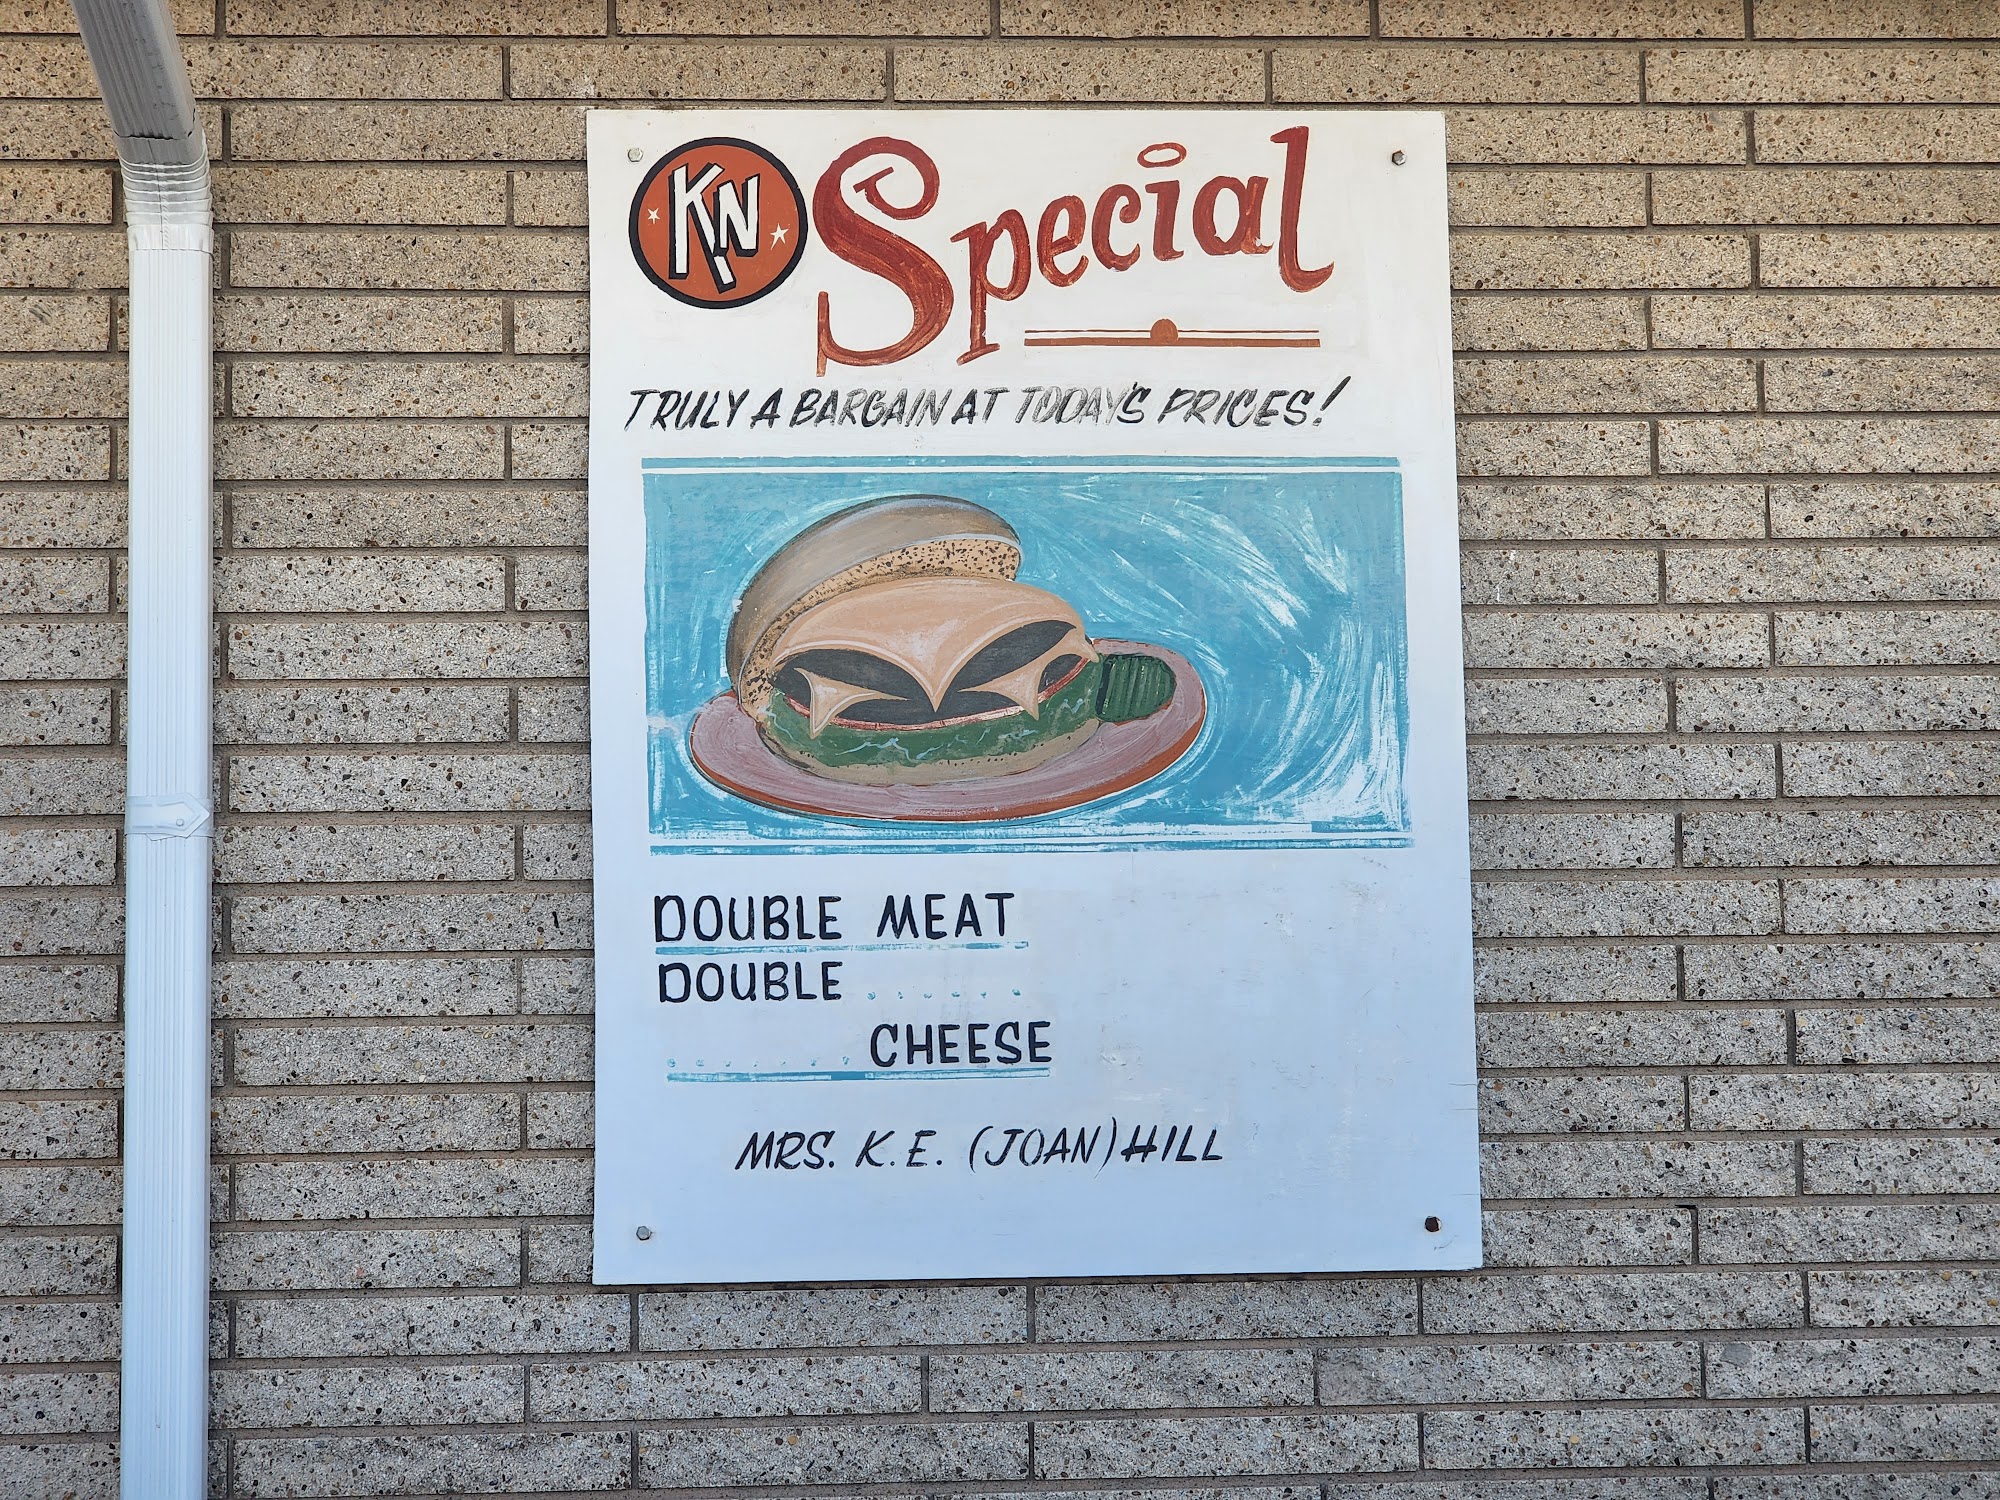 KN Special
TRULY A BARGAIN AT TODAY'S PRICES!
DOUBLE MEAT
DOUBLE ......
....... CHEESE
MRS. K.E. (JOAN) HILL